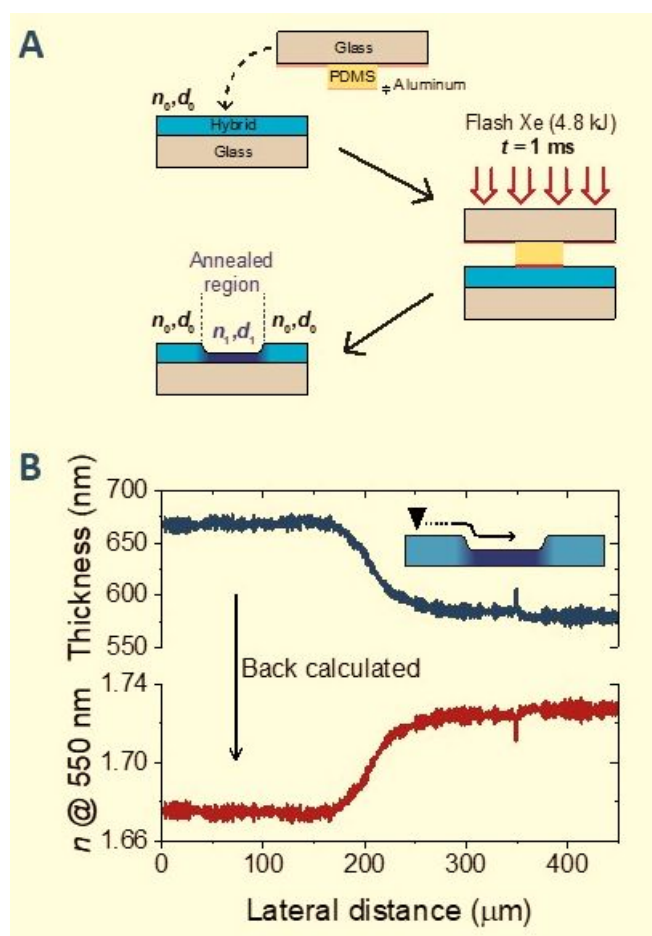 A
Glass
PDMS
Aluminum
n₀,d₀
Hybrid
Glass
Flash Xe (4.8 kJ)
t = 1 ms
Annealed
region
n₀,d₀ n₁,d₁ n₀,d₀
B
Thickness (nm)
700
650
600
550
Back calculated
n @ 550 nm
1.74
1.70
1.66
0 100 200 300 400
Lateral distance (μm)